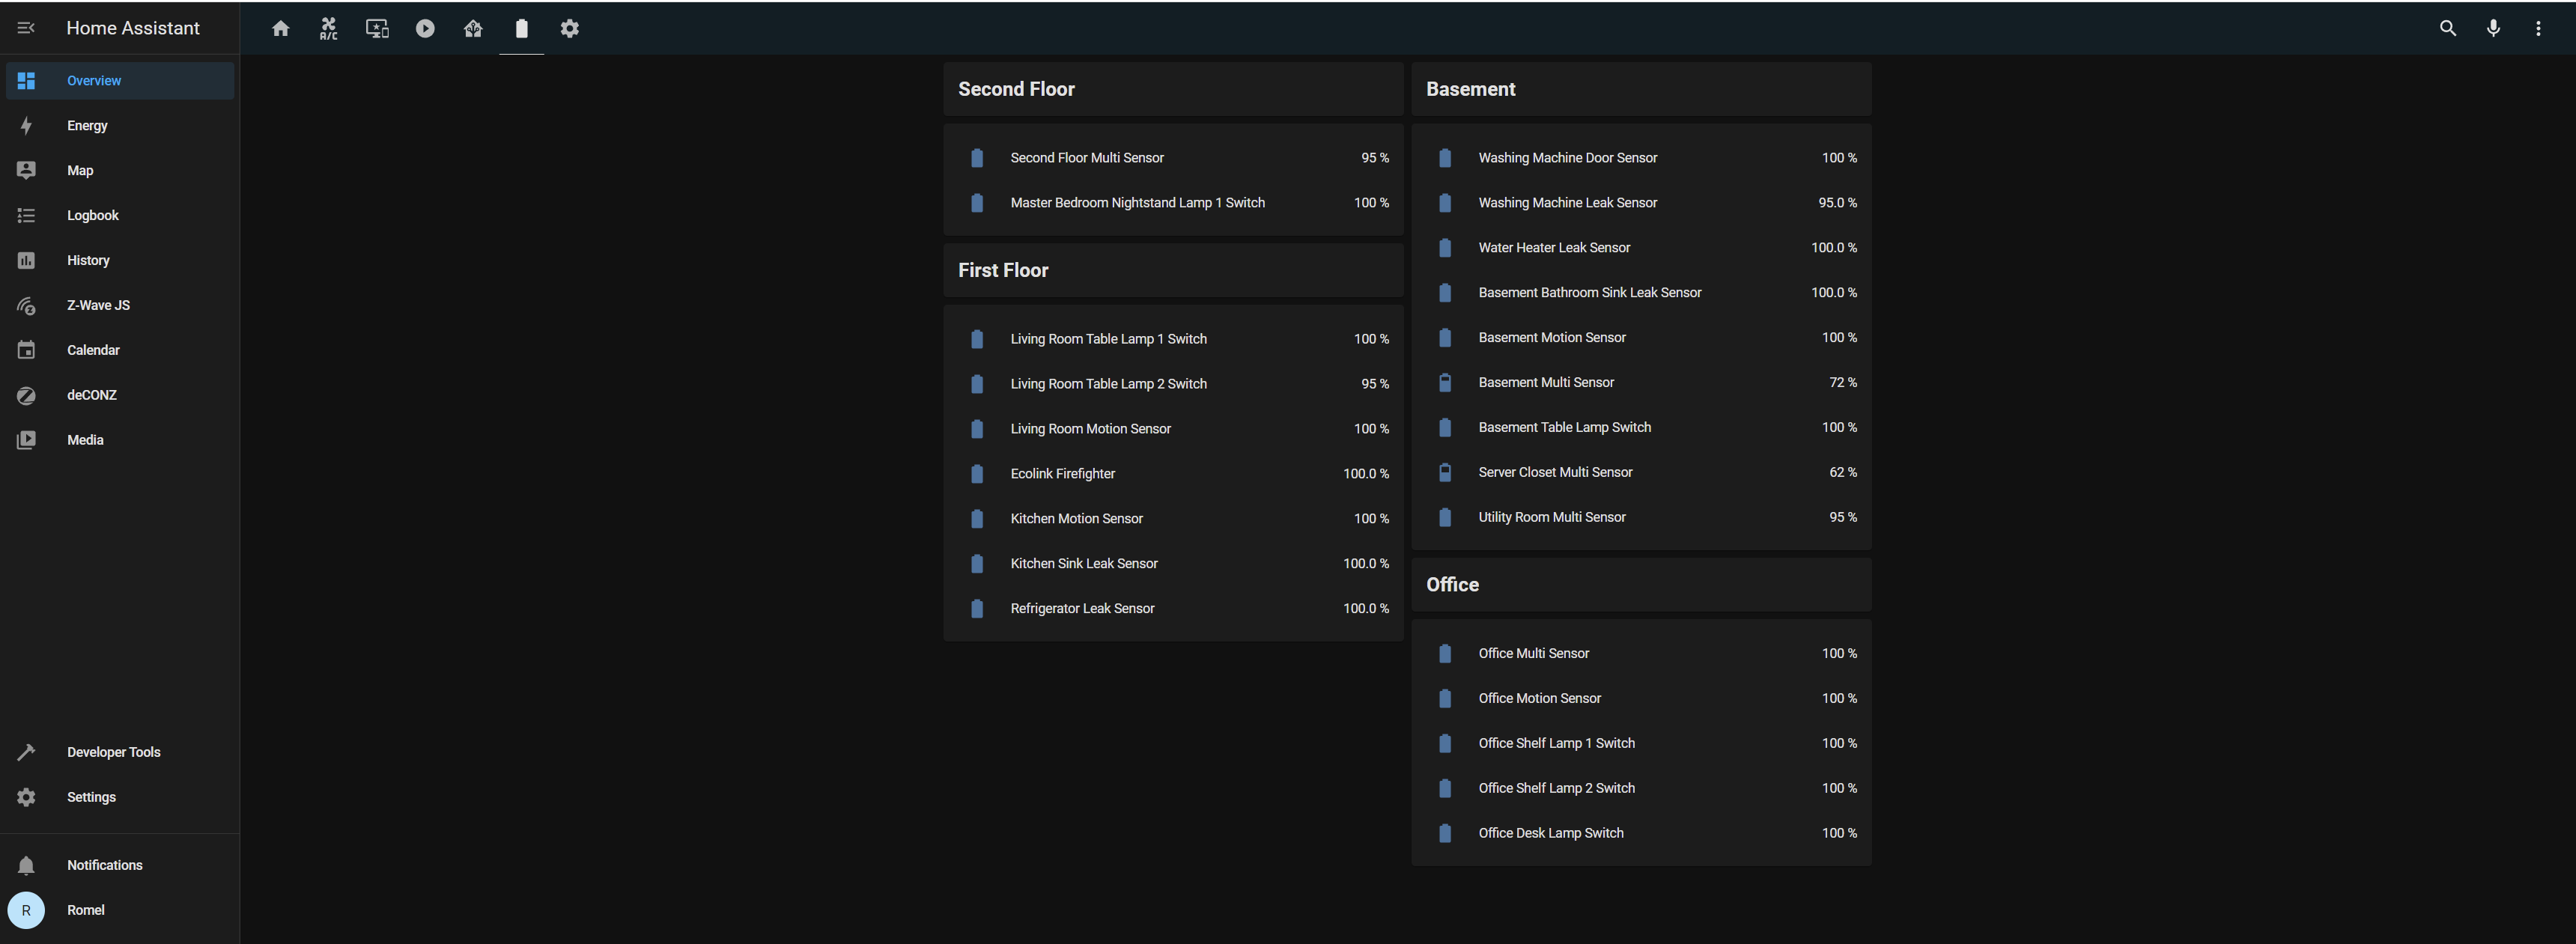 Home Assistant
A/C
Overview
Energy
Map
Logbook
History
Z-Wave JS
Calendar
deCONZ
Media
Developer Tools
Settings
Notifications
R
Romel
Second Floor
Second Floor Multi Sensor 95 %
Master Bedroom Nightstand Lamp 1 Switch 100 %
First Floor
Living Room Table Lamp 1 Switch 100 %
Living Room Table Lamp 2 Switch 95 %
Living Room Motion Sensor 100 %
Ecolink Firefighter 100.0 %
Kitchen Motion Sensor 100 %
Kitchen Sink Leak Sensor 100.0 %
Refrigerator Leak Sensor 100.0 %
Basement
Washing Machine Door Sensor 100 %
Washing Machine Leak Sensor 95.0 %
Water Heater Leak Sensor 100.0 %
Basement Bathroom Sink Leak Sensor 100.0 %
Basement Motion Sensor 100 %
Basement Multi Sensor 72 %
Basement Table Lamp Switch 100 %
Server Closet Multi Sensor 62 %
Utility Room Multi Sensor 95 %
Office
Office Multi Sensor 100 %
Office Motion Sensor 100 %
Office Shelf Lamp 1 Switch 100 %
Office Shelf Lamp 2 Switch 100 %
Office Desk Lamp Switch 100 %